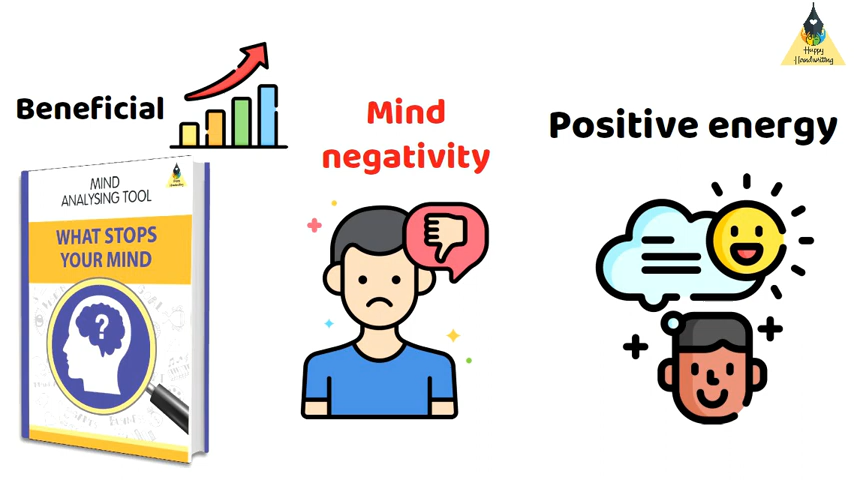 Happy
Handwriting
Beneficial
Mind
negativity
Positive energy
MIND
ANALYSING TOOL
WHAT STOPS
YOUR MIND
?